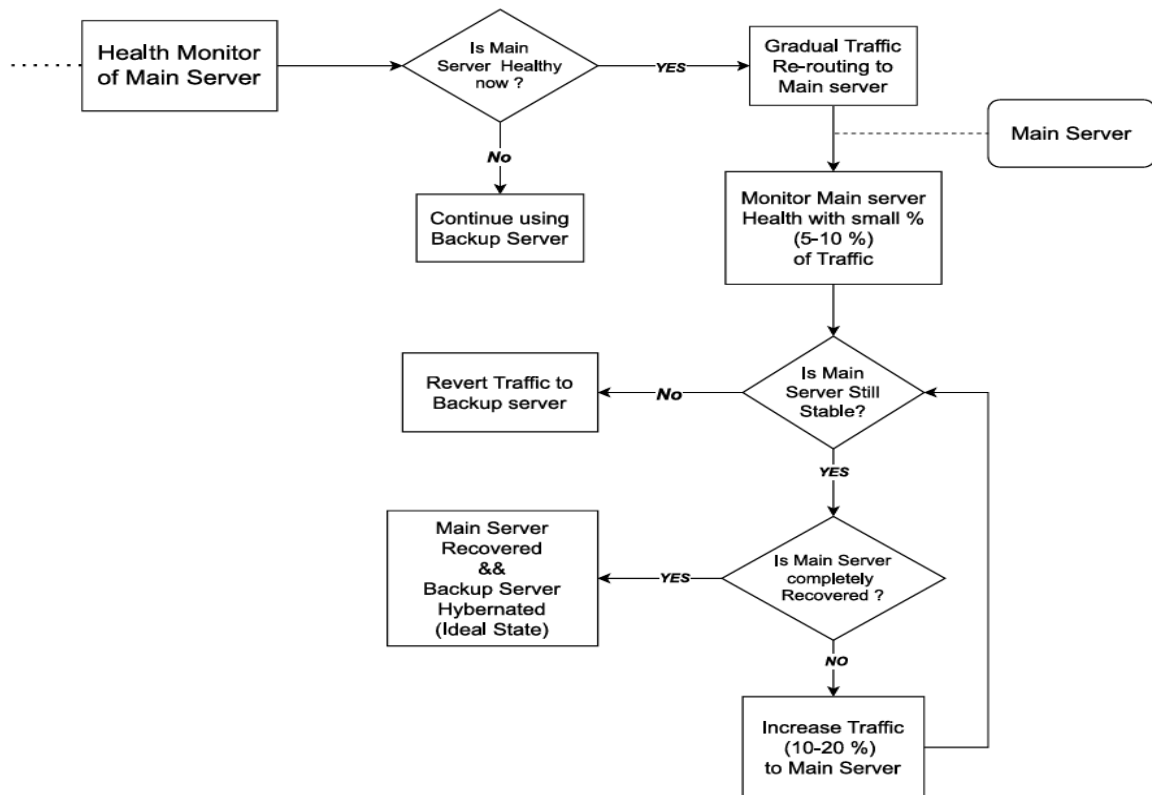 Health Monitor
of Main Server
Is Main
Server Healthy
now ?
YES
Gradual Traffic
Re-routing to
Main server
Main Server
No
Continue using
Backup Server
Monitor Main server
Health with small %
(5-10 %)
of Traffic
Is Main
Server Still
Stable?
No
Revert Traffic to
Backup server
YES
Is Main Server
completely
Recovered ?
YES
Main Server
Recovered
&&
Backup Server
Hybernated
(Ideal State)
NO
Increase Traffic
(10-20 %)
to Main Server